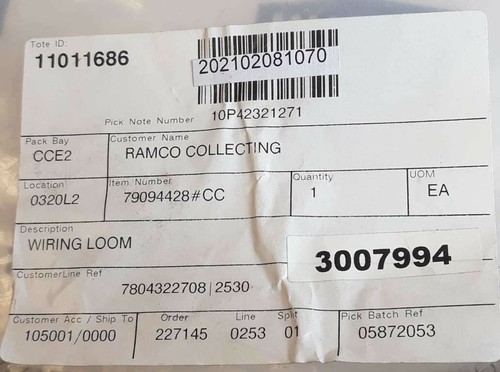 Tote ID:
11011686
202102081070
Pick Note Number 10P42321271
Pack Bay Customer Name
CCE2 RAMCO COLLECTING
Location Item Number Quantity UOM
0320L2 79094428#CC 1 EA
Description
WIRING LOOM
3007994
CustomerLine Ref
7804322708|2530
Customer Acc / Ship To Order Line Split Pick Batch Ref
105001/0000 227145 0253 01 05872053